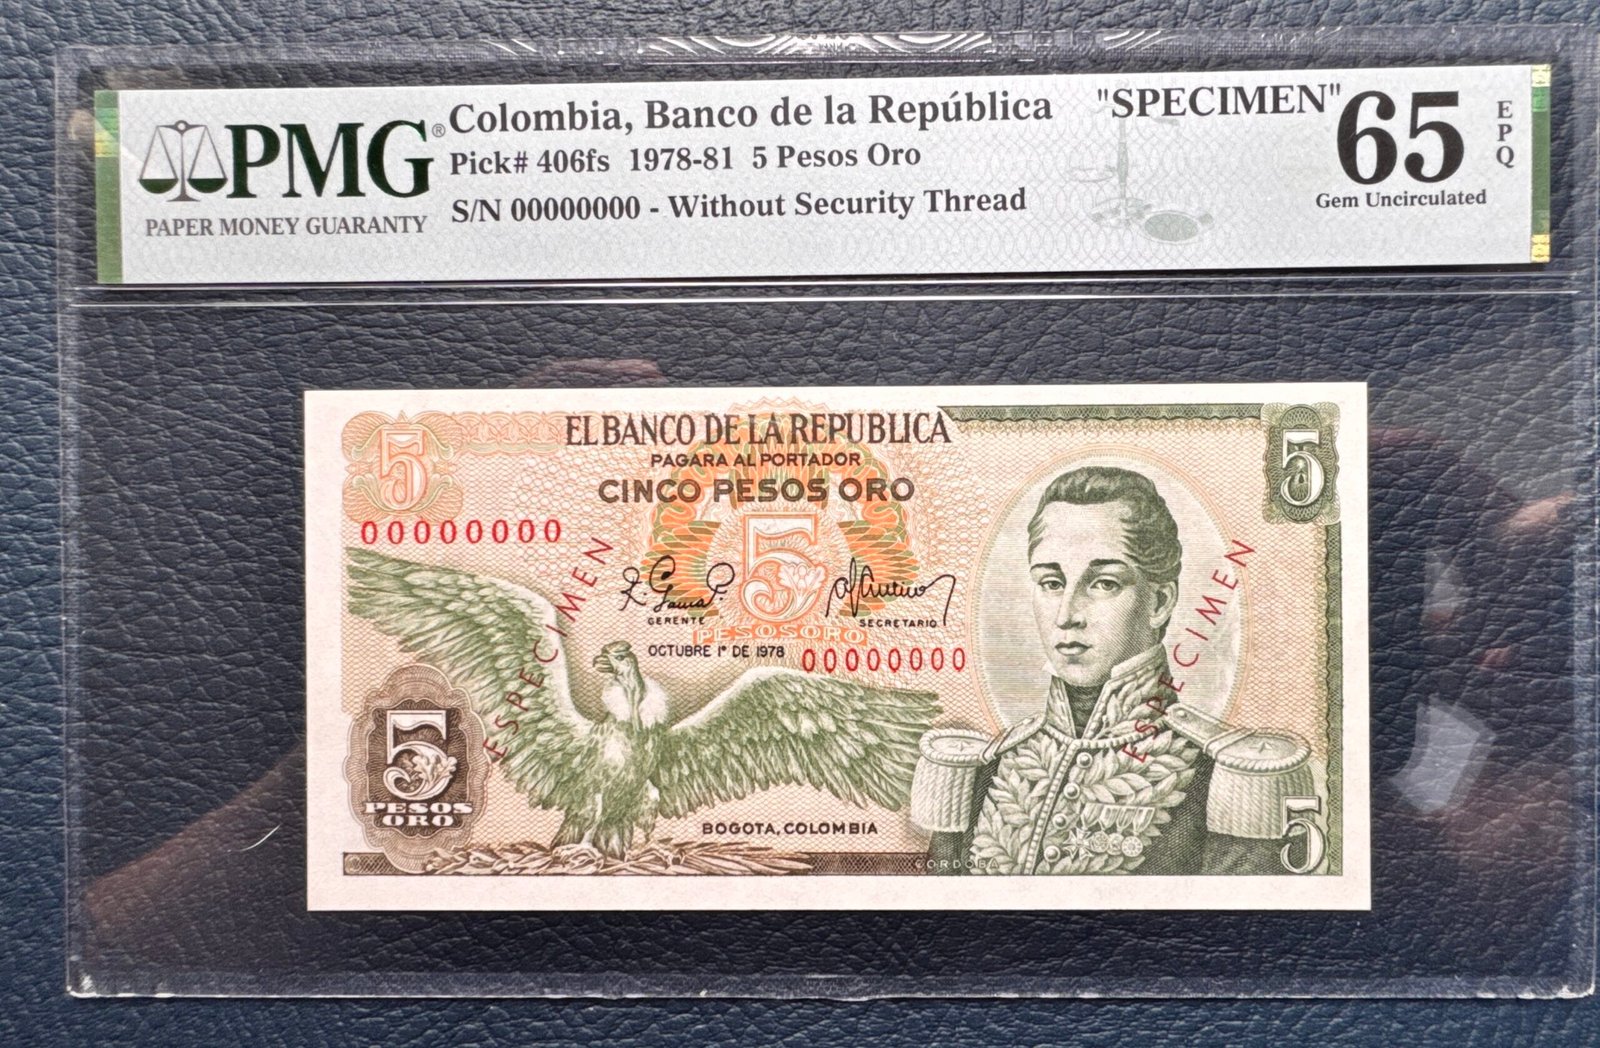 PMG®
PAPER MONEY GUARANTY
Colombia, Banco de la República "SPECIMEN"
Pick# 406fs 1978-81 5 Pesos Oro
S/N 00000000 - Without Security Thread
65
EPQ
Gem Uncirculated
5
EL BANCO DE LA REPUBLICA
5
PAGARA AL PORTADOR
CINCO PESOS ORO
00000000
5
ESPECIMEN
ESPECIMEN
GERENTE
SECRETARIO
PESOS ORO
OCTUBRE 1º DE 1978
00000000
5
PESOS
ORO
BOGOTA, COLOMBIA
CORDOBA
5